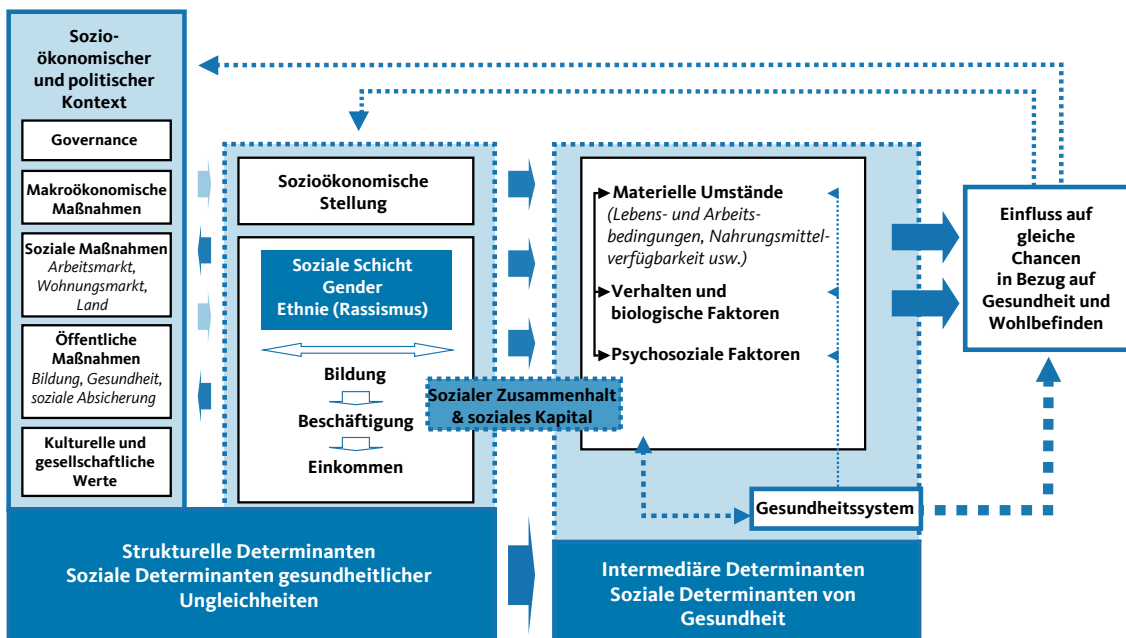 Sozio-
ökonomischer
und politischer
Kontext
Governance
Makroökonomische
Maßnahmen
Soziale Maßnahmen
Arbeitsmarkt,
Wohnungsmarkt,
Land
Öffentliche
Maßnahmen
Bildung, Gesundheit,
soziale Absicherung
Kulturelle und
gesellschaftliche
Werte
Sozioökonomische
Stellung
Soziale Schicht
Gender
Ethnie (Rassismus)
Bildung
Beschäftigung
Einkommen
Sozialer Zusammenhalt
& soziales Kapital
Materielle Umstände
(Lebens- und Arbeits-
bedingungen, Nahrungsmittel-
verfügbarkeit usw.)
Verhalten und
biologische Faktoren
Psychosoziale Faktoren
Gesundheitssystem
Einfluss auf
gleiche
Chancen
in Bezug auf
Gesundheit und
Wohlbefinden
Strukturelle Determinanten
Soziale Determinanten gesundheitlicher
Ungleichheiten
Intermediäre Determinanten
Soziale Determinanten von
Gesundheit